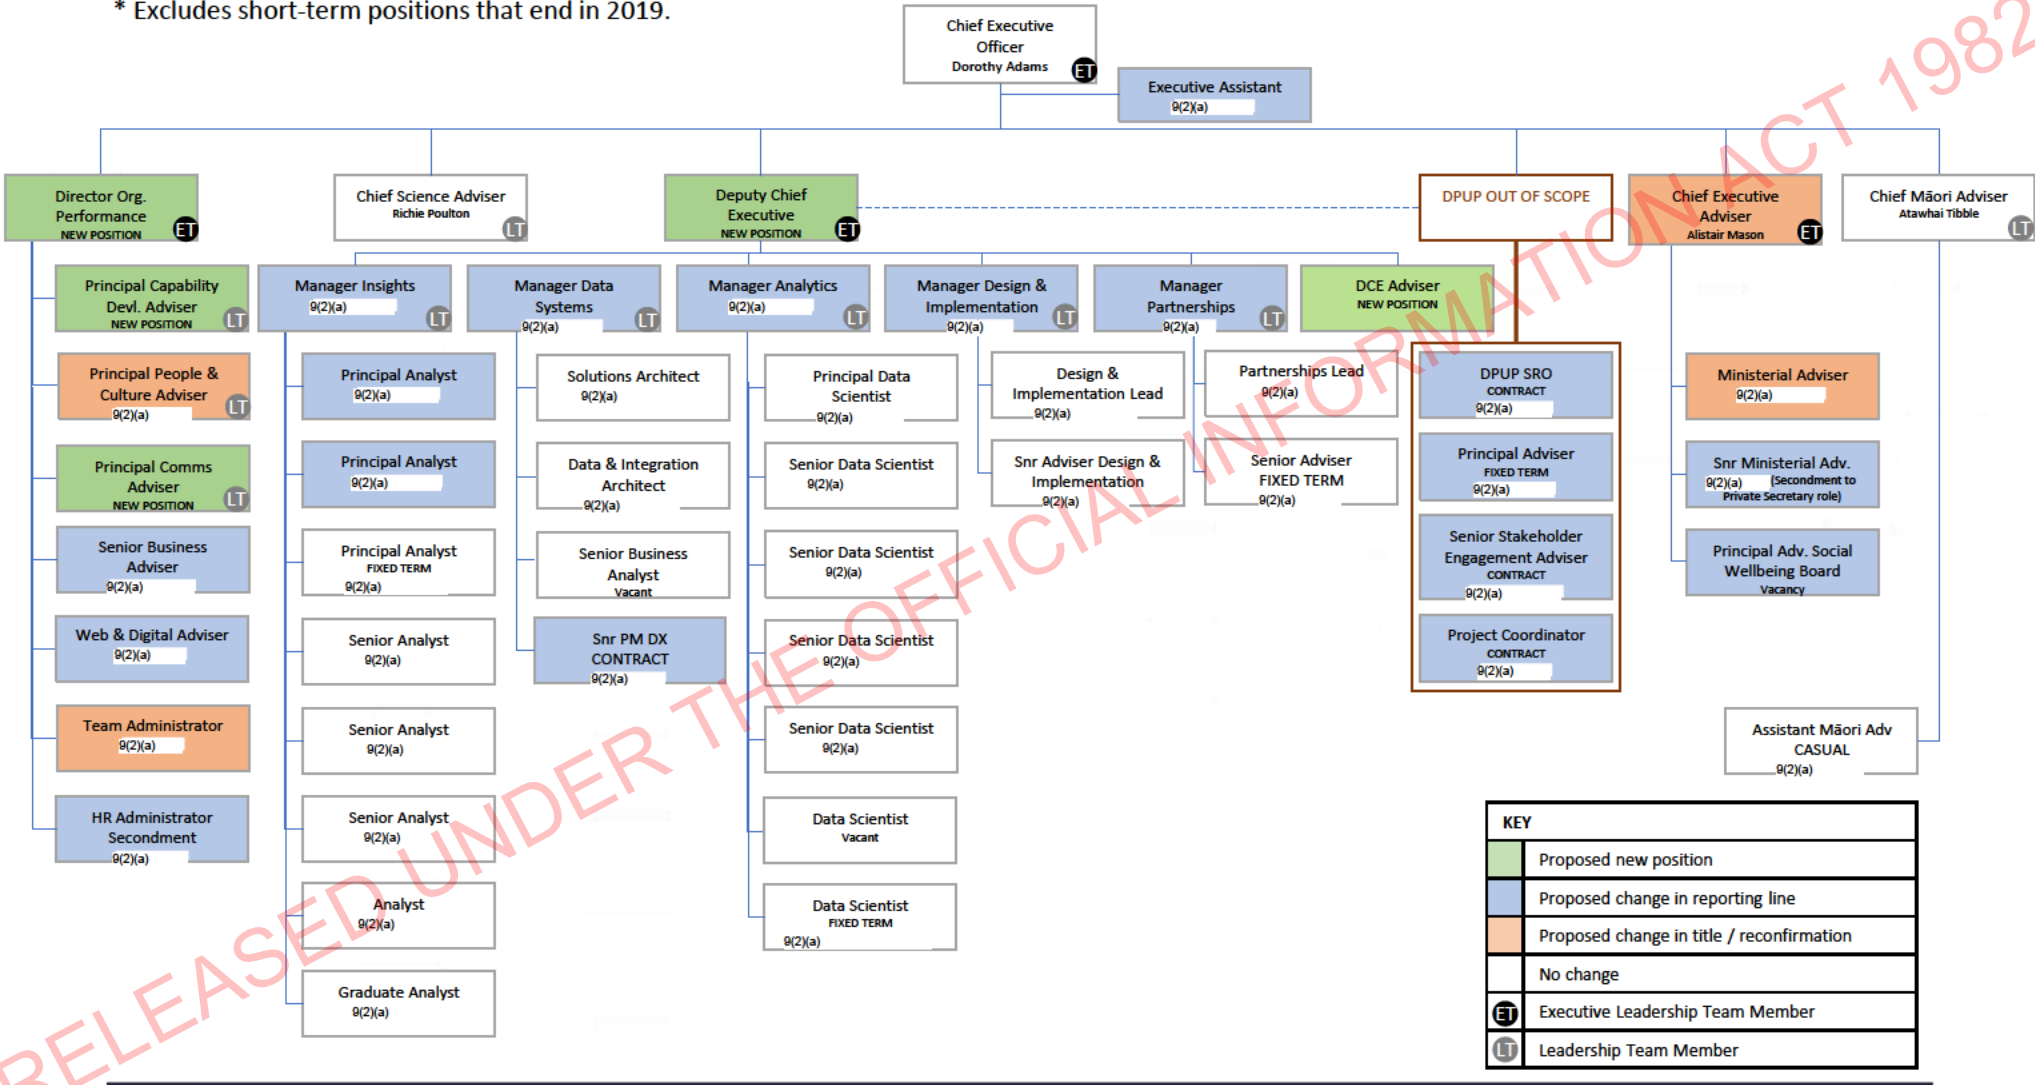 * Excludes short-term positions that end in 2019.
Chief Executive
Officer
Dorothy Adams
ET
Executive Assistant
9(2)(a)
Director Org.
Performance
NEW POSITION
ET
Chief Science Adviser
Richie Poulton
LT
Deputy Chief
Executive
NEW POSITION
ET
DPUP OUT OF SCOPE
Chief Executive
Adviser
Alistair Mason
ET
Chief Māori Adviser
Atawhai Tibble
LT
Principal Capability
Devl. Adviser
NEW POSITION
LT
Principal People &
Culture Adviser
9(2)(a)
LT
Principal Comms
Adviser
NEW POSITION
LT
Senior Business
Adviser
9(2)(a)
Web & Digital Adviser
9(2)(a)
Team Administrator
9(2)(a)
HR Administrator
Secondment
9(2)(a)
Manager Insights
9(2)(a)
LT
Principal Analyst
9(2)(a)
Principal Analyst
9(2)(a)
Principal Analyst
FIXED TERM
9(2)(a)
Senior Analyst
9(2)(a)
Senior Analyst
9(2)(a)
Senior Analyst
9(2)(a)
Analyst
9(2)(a)
Graduate Analyst
9(2)(a)
Manager Data
Systems
9(2)(a)
LT
Solutions Architect
9(2)(a)
Data & Integration
Architect
9(2)(a)
Senior Business
Analyst
Vacant
Snr PM DX
CONTRACT
9(2)(a)
Manager Analytics
9(2)(a)
LT
Principal Data
Scientist
9(2)(a)
Senior Data Scientist
9(2)(a)
Senior Data Scientist
9(2)(a)
Senior Data Scientist
9(2)(a)
Senior Data Scientist
9(2)(a)
Data Scientist
Vacant
Data Scientist
FIXED TERM
9(2)(a)
Manager Design &
Implementation
9(2)(a)
LT
Design &
Implementation Lead
9(2)(a)
Snr Adviser Design &
Implementation
9(2)(a)
Manager
Partnerships
9(2)(a)
LT
Partnerships Lead
9(2)(a)
Senior Adviser
FIXED TERM
9(2)(a)
DCE Adviser
NEW POSITION
DPUP SRO
CONTRACT
9(2)(a)
Principal Adviser
FIXED TERM
9(2)(a)
Senior Stakeholder
Engagement Adviser
CONTRACT
9(2)(a)
Project Coordinator
CONTRACT
9(2)(a)
Ministerial Adviser
9(2)(a)
Snr Ministerial Adv.
9(2)(a) (Secondment to
Private Secretary role)
Principal Adv. Social
Wellbeing Board
Vacancy
Assistant Māori Adv
CASUAL
9(2)(a)
KEY
Proposed new position
Proposed change in reporting line
Proposed change in title / reconfirmation
No change
ET Executive Leadership Team Member
LT Leadership Team Member
RELEASED UNDER THE OFFICIAL INFORMATION ACT 1982